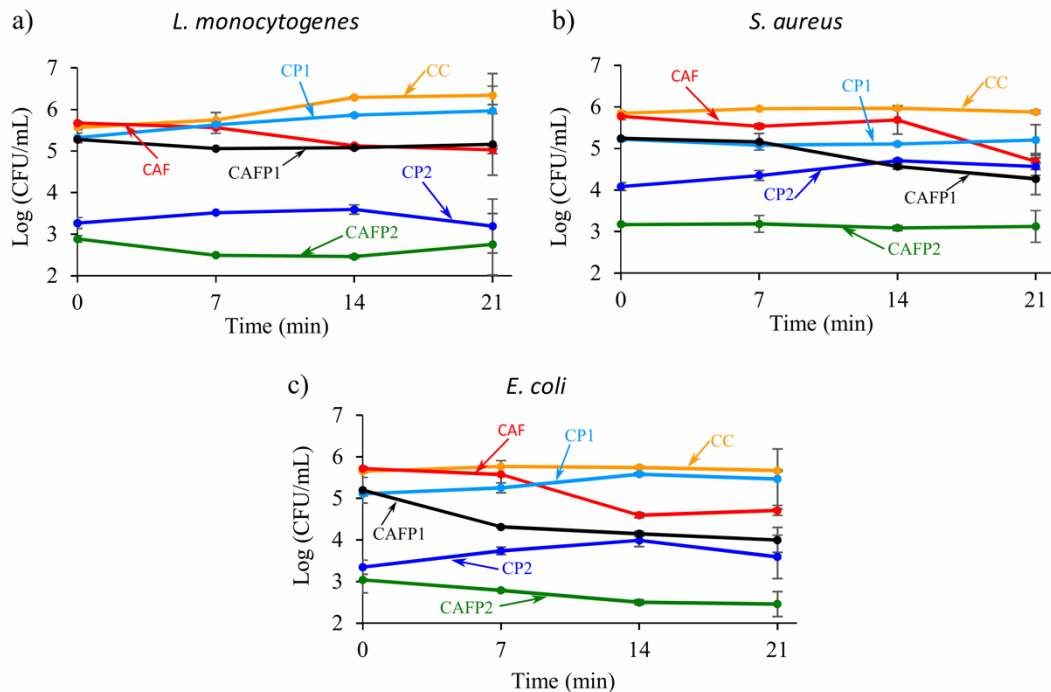 a)
L. monocytogenes
7
6
5
4
3
2
Log (CFU/mL)
CP1
CC
CAF
CAFP1
CP2
CAFP2
0 7 14 21
Time (min)
b)
S. aureus
7
6
5
4
3
2
Log (CFU/mL)
CAF
CP1
CC
CP2
CAFP1
CAFP2
0 7 14 21
Time (min)
c)
E. coli
7
6
5
4
3
2
Log (CFU/mL)
CAF
CP1
CC
CAFP1
CP2
CAFP2
0 7 14 21
Time (min)